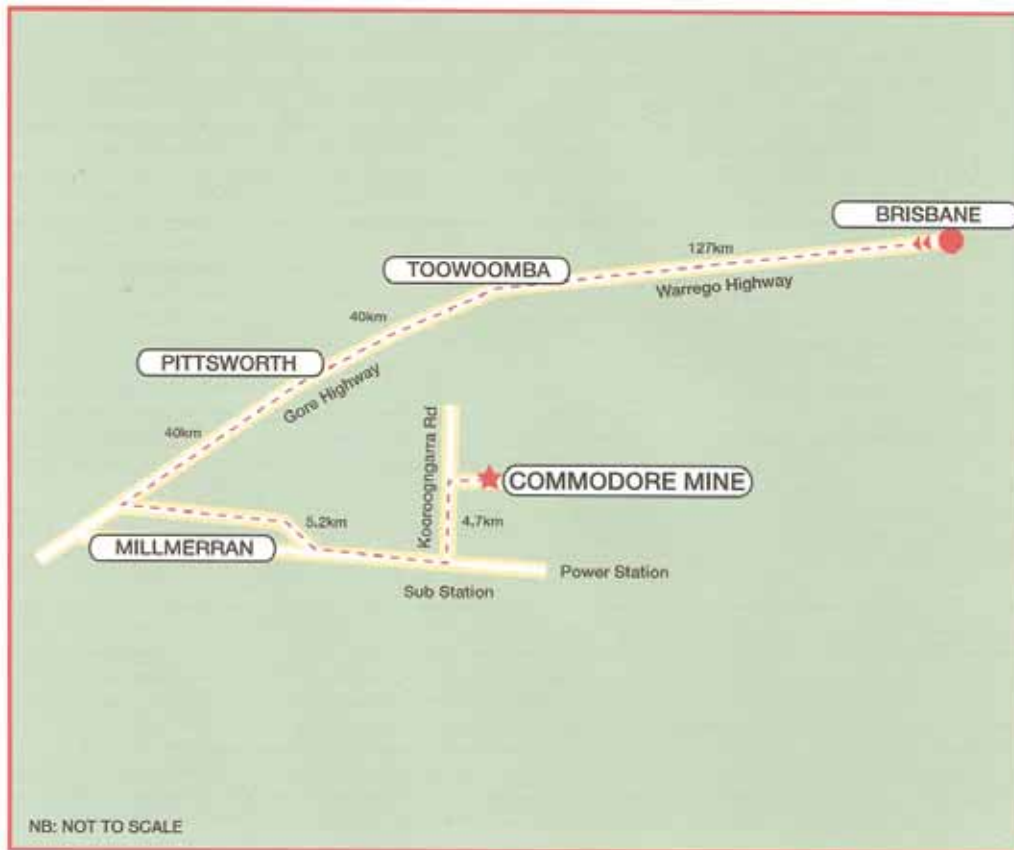 BRISBANE
127km
TOOWOOMBA
Warrego Highway
40km
PITTSWORTH
Gore Highway
40km
Kooroogngarra Rd
COMMODORE MINE
5.2km
4.7km
MILLMERRAN
Power Station
Sub Station
NB: NOT TO SCALE